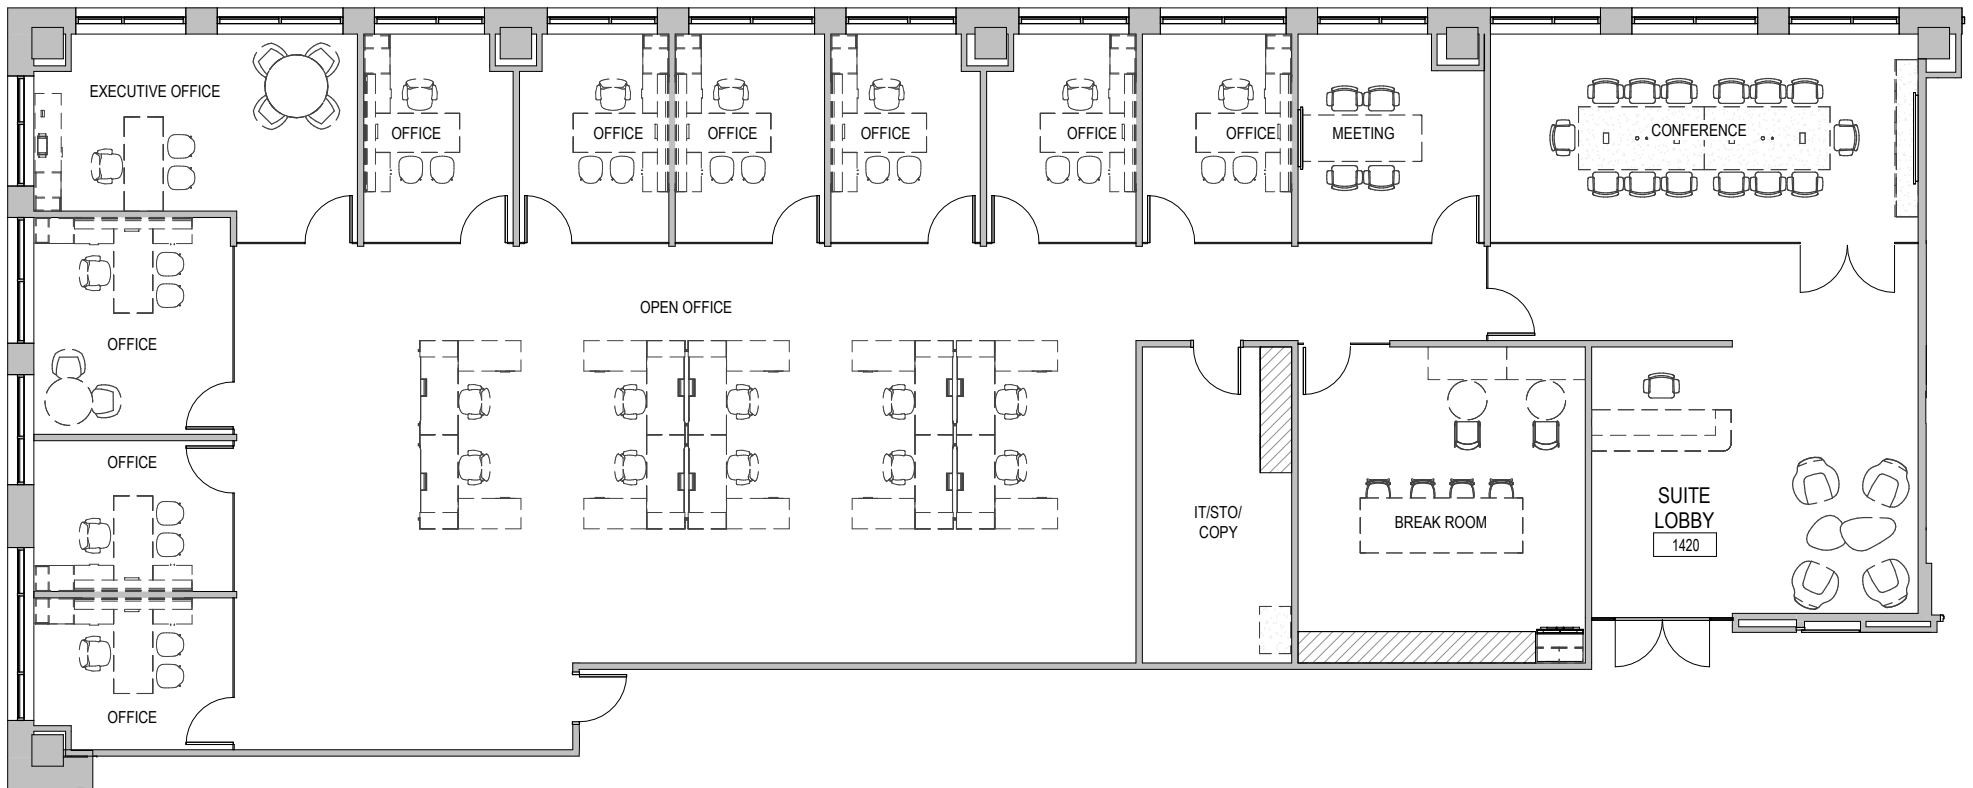 EXECUTIVE OFFICE
OFFICE
OFFICE
OFFICE
OFFICE
OFFICE
OFFICE
MEETING
CONFERENCE
OPEN OFFICE
OFFICE
OFFICE
OFFICE
IT/STO/
COPY
BREAK ROOM
SUITE
LOBBY
1420